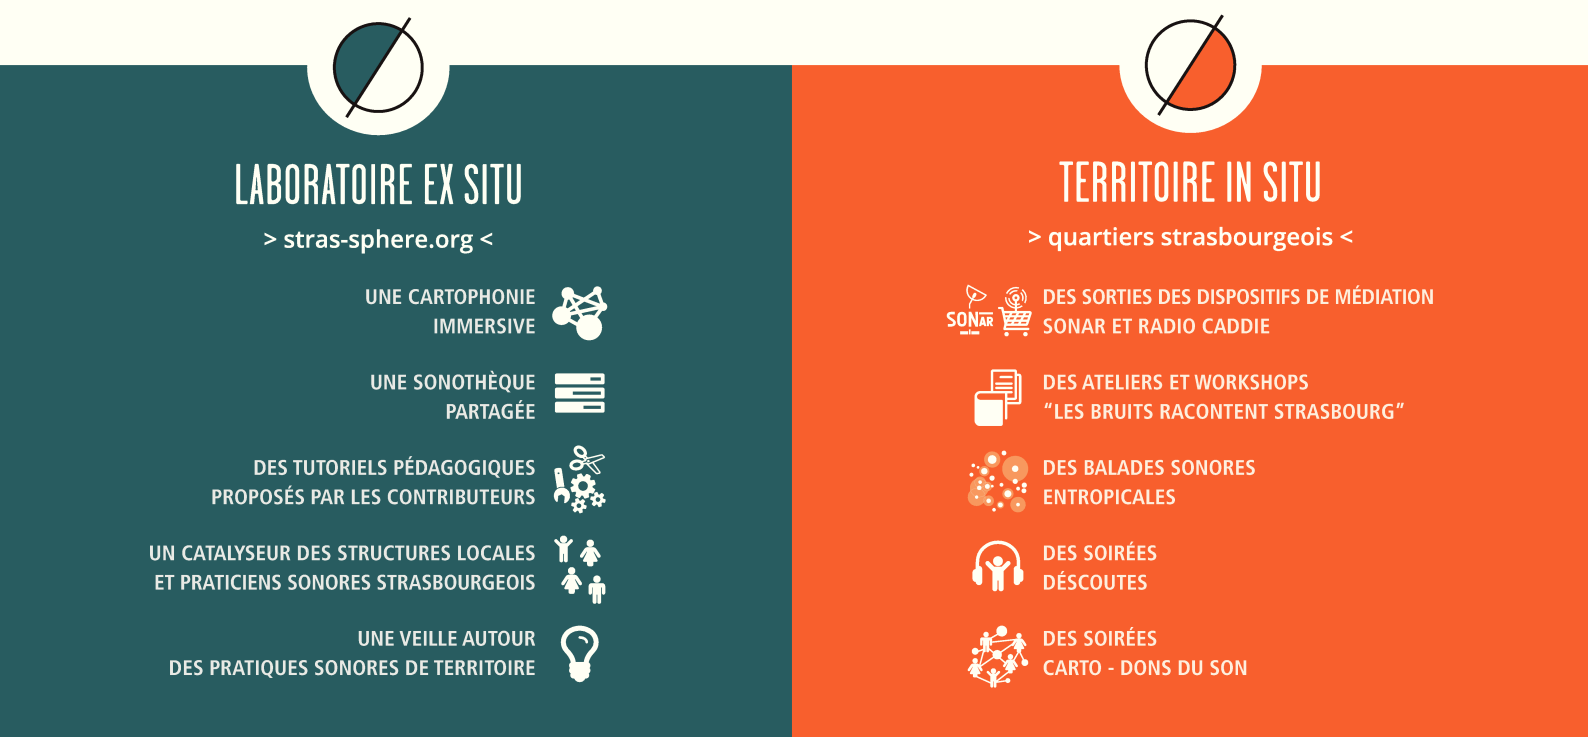 LABORATOIRE EX SITU
> stras-sphere.org <
UNE CARTOPHONIE
IMMERSIVE
UNE SONOTHÈQUE
PARTAGÉE
DES TUTORIELS PÉDAGOGIQUES
PROPOSÉS PAR LES CONTRIBUTEURS
UN CATALYSEUR DES STRUCTURES LOCALES
ET PRATICIENS SONORES STRASBOURGEOIS
UNE VEILLE AUTOUR
DES PRATIQUES SONORES DE TERRITOIRE
TERRITOIRE IN SITU
> quartiers strasbourgeois <
SONAR
DES SORTIES DES DISPOSITIFS DE MÉDIATION
SONAR ET RADIO CADDIE
DES ATELIERS ET WORKSHOPS
“LES BRUITS RACONTENT STRASBOURG”
DES BALADES SONORES
ENTROPICALES
DES SOIRÉES
DÉSCOUTES
DES SOIRÉES
CARTO - DONS DU SON